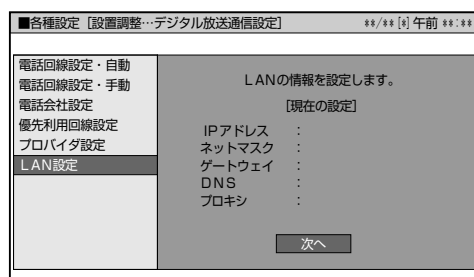 ■各種設定［設置調整…デジタル放送通信設定］ **/**［*］午前 **:**
電話回線設定・自動
電話回線設定・手動
電話会社設定
優先利用回線設定
プロバイダ設定
ＬＡＮ設定
ＬＡＮの情報を設定します。
［現在の設定］
ＩＰアドレス ：
ネットマスク ：
ゲートウェイ ：
ＤＮＳ ：
プロキシ ：
次へ